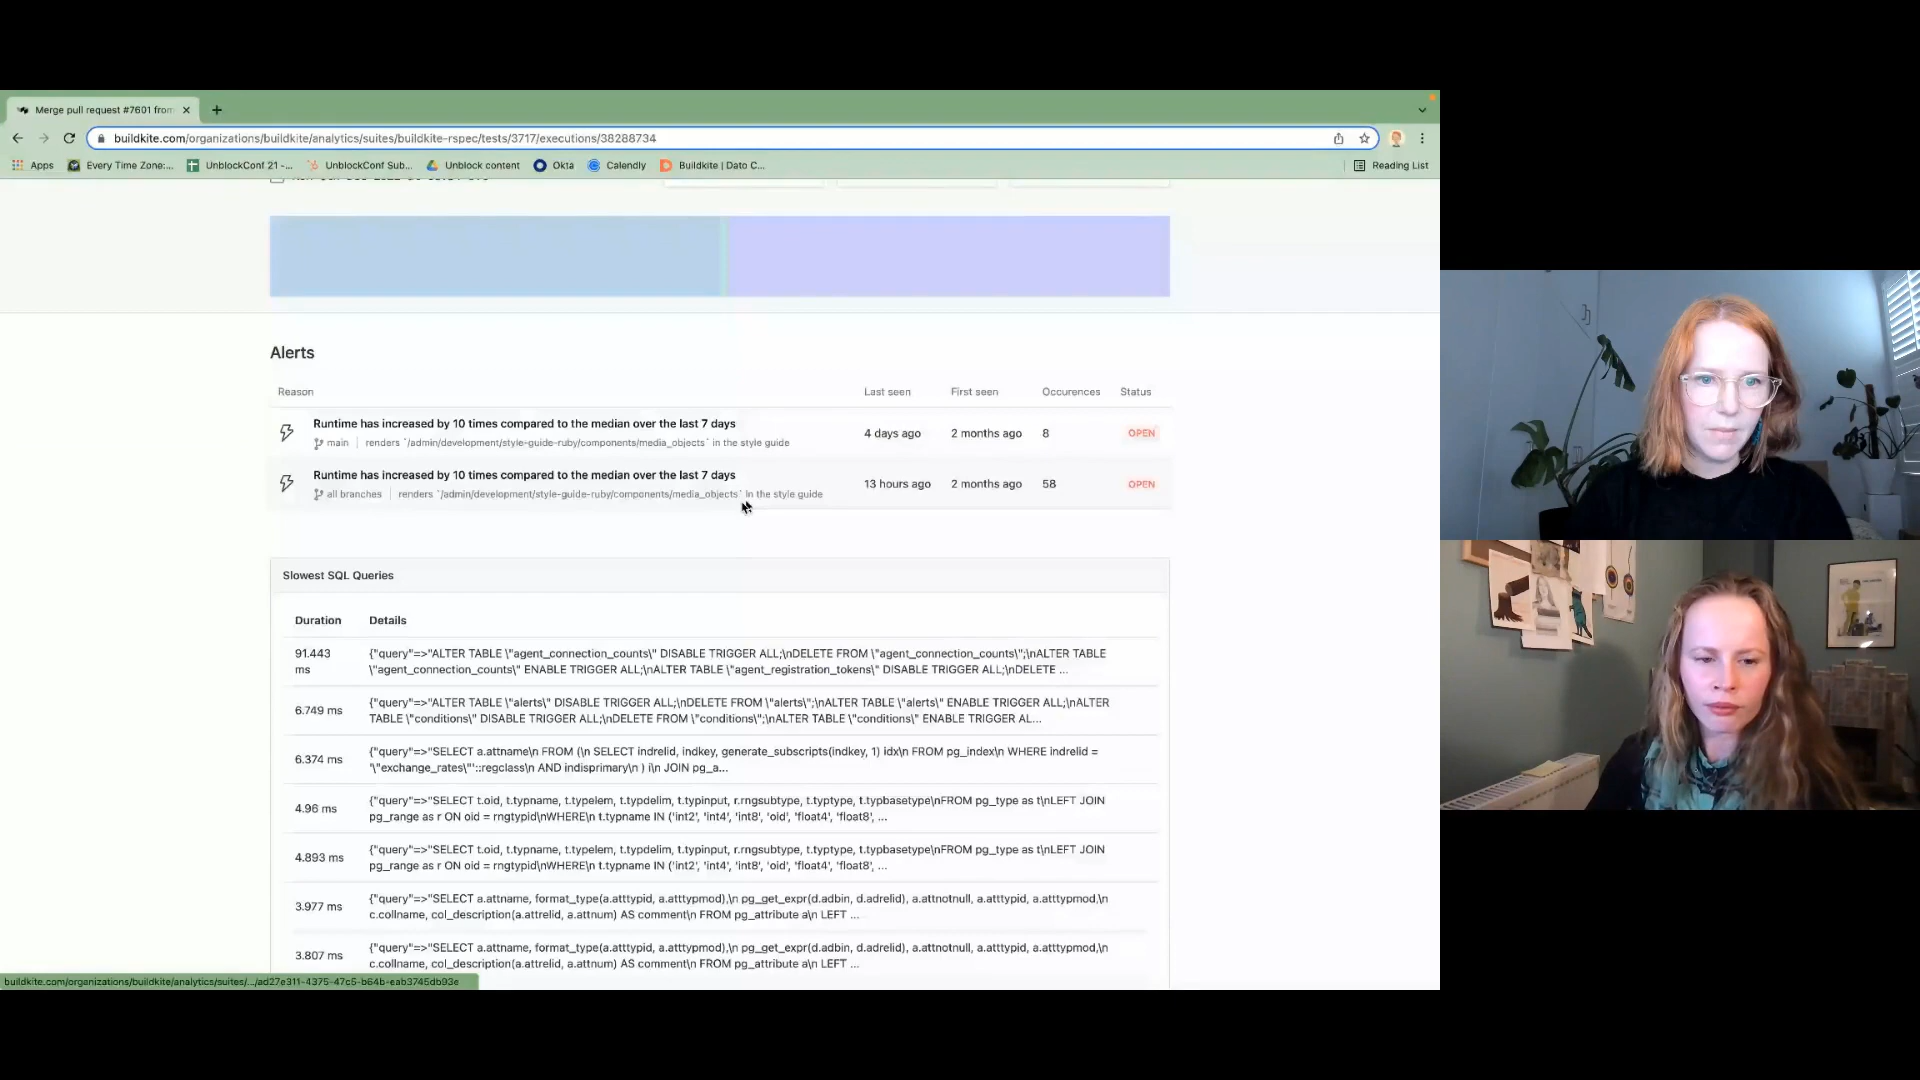 Merge pull request #7601 from
buildkite.com/organizations/buildkite/analytics/suites/buildkite-rspec/tests/3717/executions/38288734
Apps
Every Time Zone:...
UnblockConf 21 -...
UnblockConf Sub...
Unblock content
Okta
Calendly
Buildkite | Dato C...
Reading List
Alerts
Reason Last seen First seen Occurences Status
Runtime has increased by 10 times compared to the median over the last 7 days
main | renders `/admin/development/style-guide-ruby/components/media_objects` in the style guide
4 days ago 2 months ago 8 OPEN
Runtime has increased by 10 times compared to the median over the last 7 days
all branches | renders `/admin/development/style-guide-ruby/components/media_objects` in the style guide
13 hours ago 2 months ago 58 OPEN
Slowest SQL Queries
Duration Details
91.443 ms
{"query"=>"ALTER TABLE \"agent_connection_counts\" DISABLE TRIGGER ALL;\nDELETE FROM \"agent_connection_counts\";\nALTER TABLE
\"agent_connection_counts\" ENABLE TRIGGER ALL;\nALTER TABLE \"agent_registration_tokens\" DISABLE TRIGGER ALL;\nDELETE ...
6.749 ms
{"query"=>"ALTER TABLE \"alerts\" DISABLE TRIGGER ALL;\nDELETE FROM \"alerts\";\nALTER TABLE \"alerts\" ENABLE TRIGGER ALL;\nALTER
TABLE \"conditions\" DISABLE TRIGGER ALL;\nDELETE FROM \"conditions\";\nALTER TABLE \"conditions\" ENABLE TRIGGER AL...
6.374 ms
{"query"=>"SELECT a.attname\n FROM (\n SELECT indrelid, indkey, generate_subscripts(indkey, 1) idx\n FROM pg_index\n WHERE indrelid =
'\"exchange_rates\"'::regclass\n AND indisprimary\n ) i\n JOIN pg_a...
4.96 ms
{"query"=>"SELECT t.oid, t.typname, t.typelem, t.typdelim, t.typinput, r.rngsubtype, t.typtype, t.typbasetype\nFROM pg_type as t\nLEFT JOIN
pg_range as r ON oid = rngtypid\nWHERE\n t.typname IN ('int2', 'int4', 'int8', 'oid', 'float4', 'float8', ...
4.893 ms
{"query"=>"SELECT t.oid, t.typname, t.typelem, t.typdelim, t.typinput, r.rngsubtype, t.typtype, t.typbasetype\nFROM pg_type as t\nLEFT JOIN
pg_range as r ON oid = rngtypid\nWHERE\n t.typname IN ('int2', 'int4', 'int8', 'oid', 'float4', 'float8', ...
3.977 ms
{"query"=>"SELECT a.attname, format_type(a.atttypid, a.atttypmod),\n pg_get_expr(d.adbin, d.adrelid), a.attnotnull, a.atttypid, a.atttypmod,\n
c.collname, col_description(a.attrelid, a.attnum) AS comment\n FROM pg_attribute a\n LEFT ...
3.807 ms
{"query"=>"SELECT a.attname, format_type(a.atttypid, a.atttypmod),\n pg_get_expr(d.adbin, d.adrelid), a.attnotnull, a.atttypid, a.atttypmod,\n
c.collname, col_description(a.attrelid, a.attnum) AS comment\n FROM pg_attribute a\n LEFT ...
buildkite.com/organizations/buildkite/analytics/suites/.../ad27e311-4375-47c5-b64b-eab3745db93e